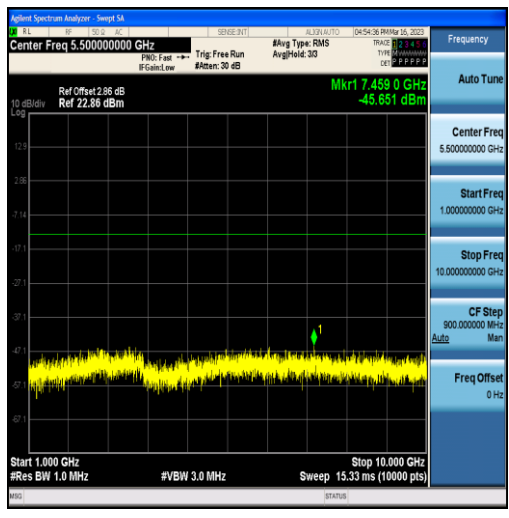 Agilent Spectrum Analyzer - Swept SA
RL RF 50 Ω AC SENSE:INT ALIGN AUTO 04:54:36 PM Mar 16, 2023
Center Freq 5.500000000 GHz
PNO: Fast
IFGain:Low
Trig: Free Run
#Atten: 30 dB
#Avg Type: RMS
Avg|Hold: 3/3
TRACE 1 2 3 4 5 6
TYPE
DET P P P P P P
Mkr1 7.459 0 GHz
-45.651 dBm
Ref Offset 2.86 dB
10 dB/div Ref 22.86 dBm
Log
12.9
2.86
-7.14
-17.1
-27.1
-37.1
-47.1
-57.1
-67.1
1
Start 1.000 GHz Stop 10.000 GHz
#Res BW 1.0 MHz #VBW 3.0 MHz Sweep 15.33 ms (10000 pts)
MSG STATUS
Frequency
Auto Tune
Center Freq
5.500000000 GHz
Start Freq
1.000000000 GHz
Stop Freq
10.000000000 GHz
CF Step
900.000000 MHz
Auto Man
Freq Offset
0 Hz